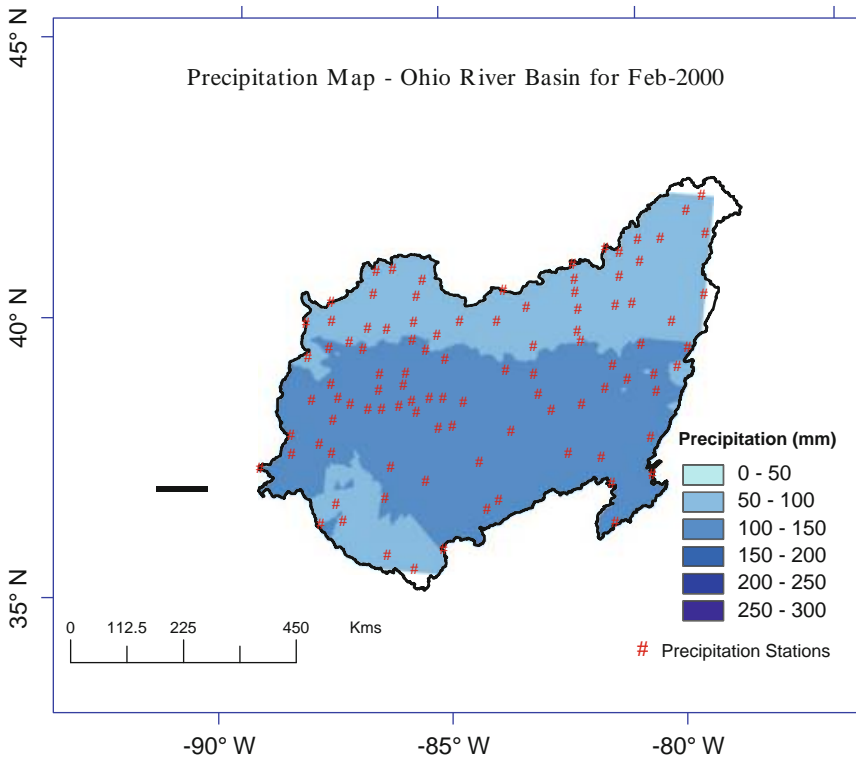 Precipitation Map - Ohio River Basin for Feb-2000
45° N
40° N
35° N
Precipitation (mm)
0 - 50
50 - 100
100 - 150
150 - 200
200 - 250
250 - 300
# Precipitation Stations
0 112.5 225 450 Kms
-90° W -85° W -80° W